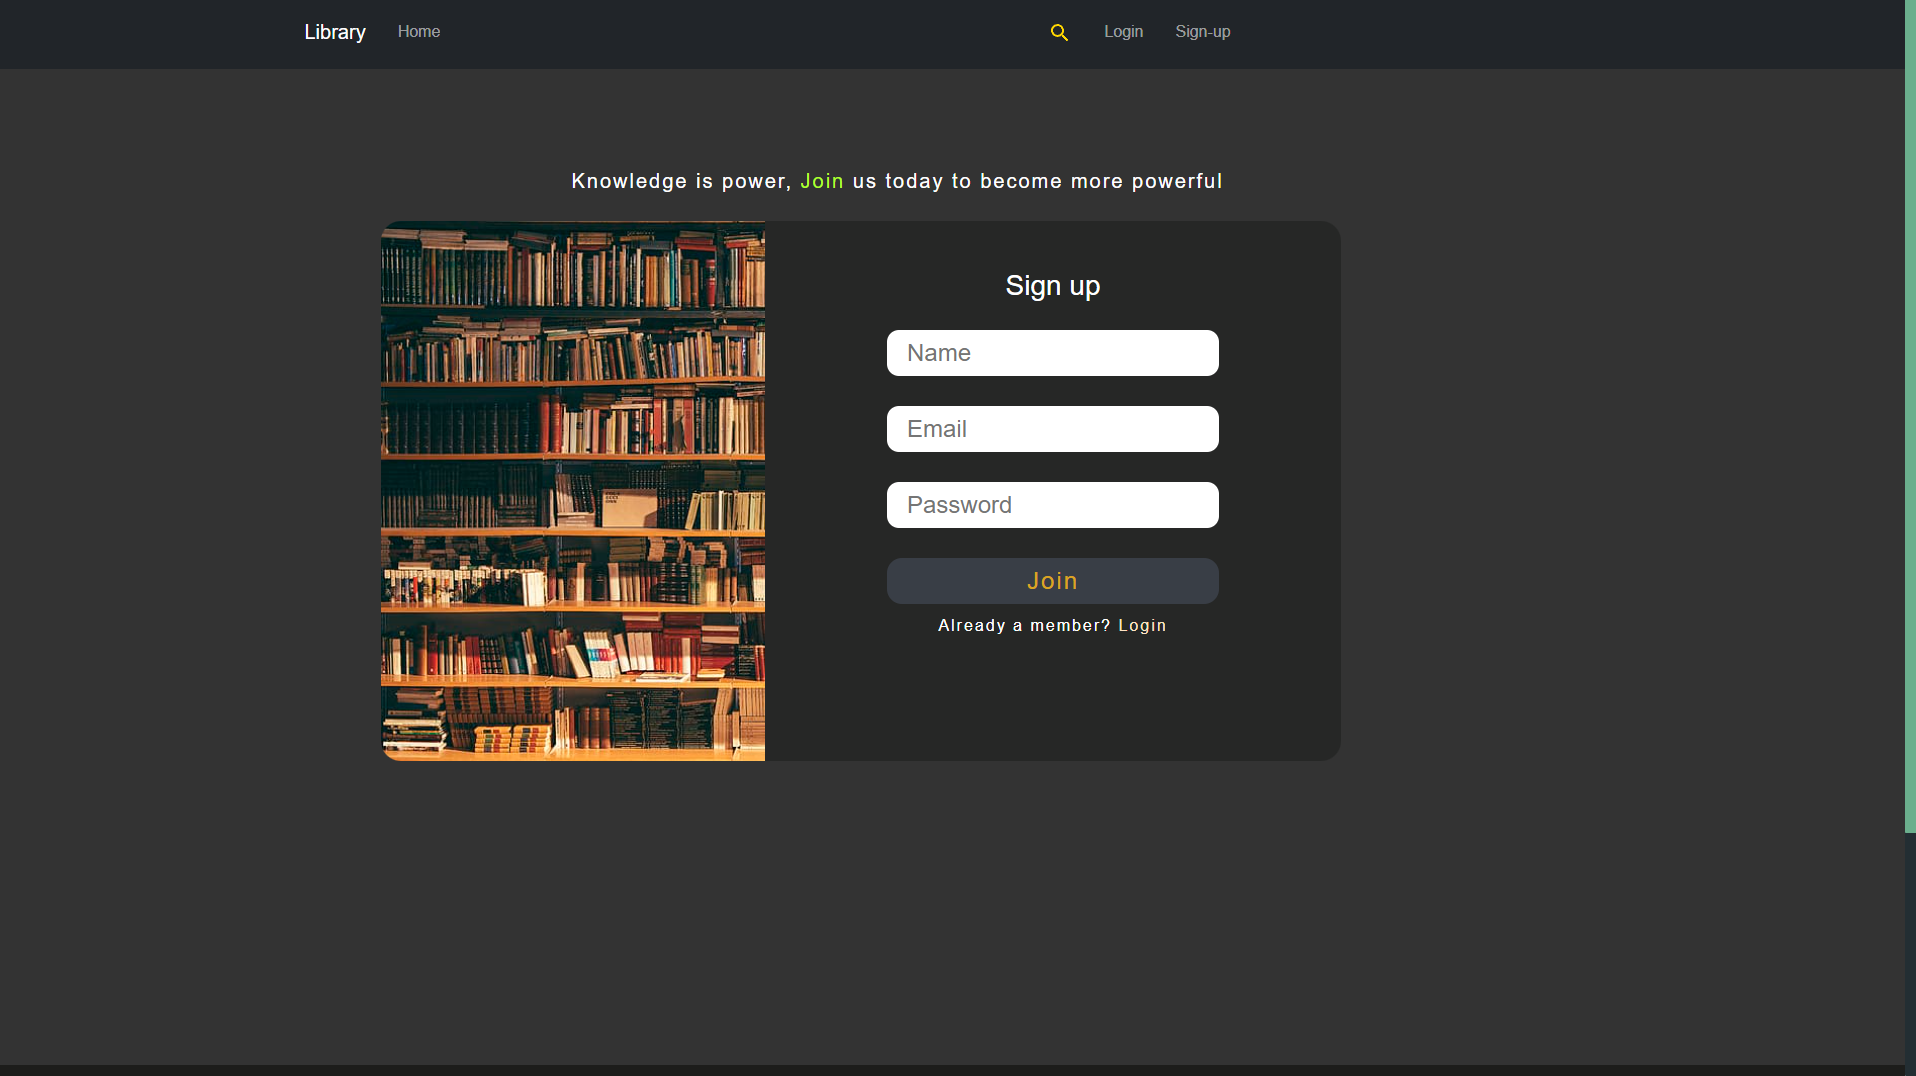 Library Home Login Sign-up
Knowledge is power, Join us today to become more powerful
Sign up
Name
Email
Password
Join
Already a member? Login